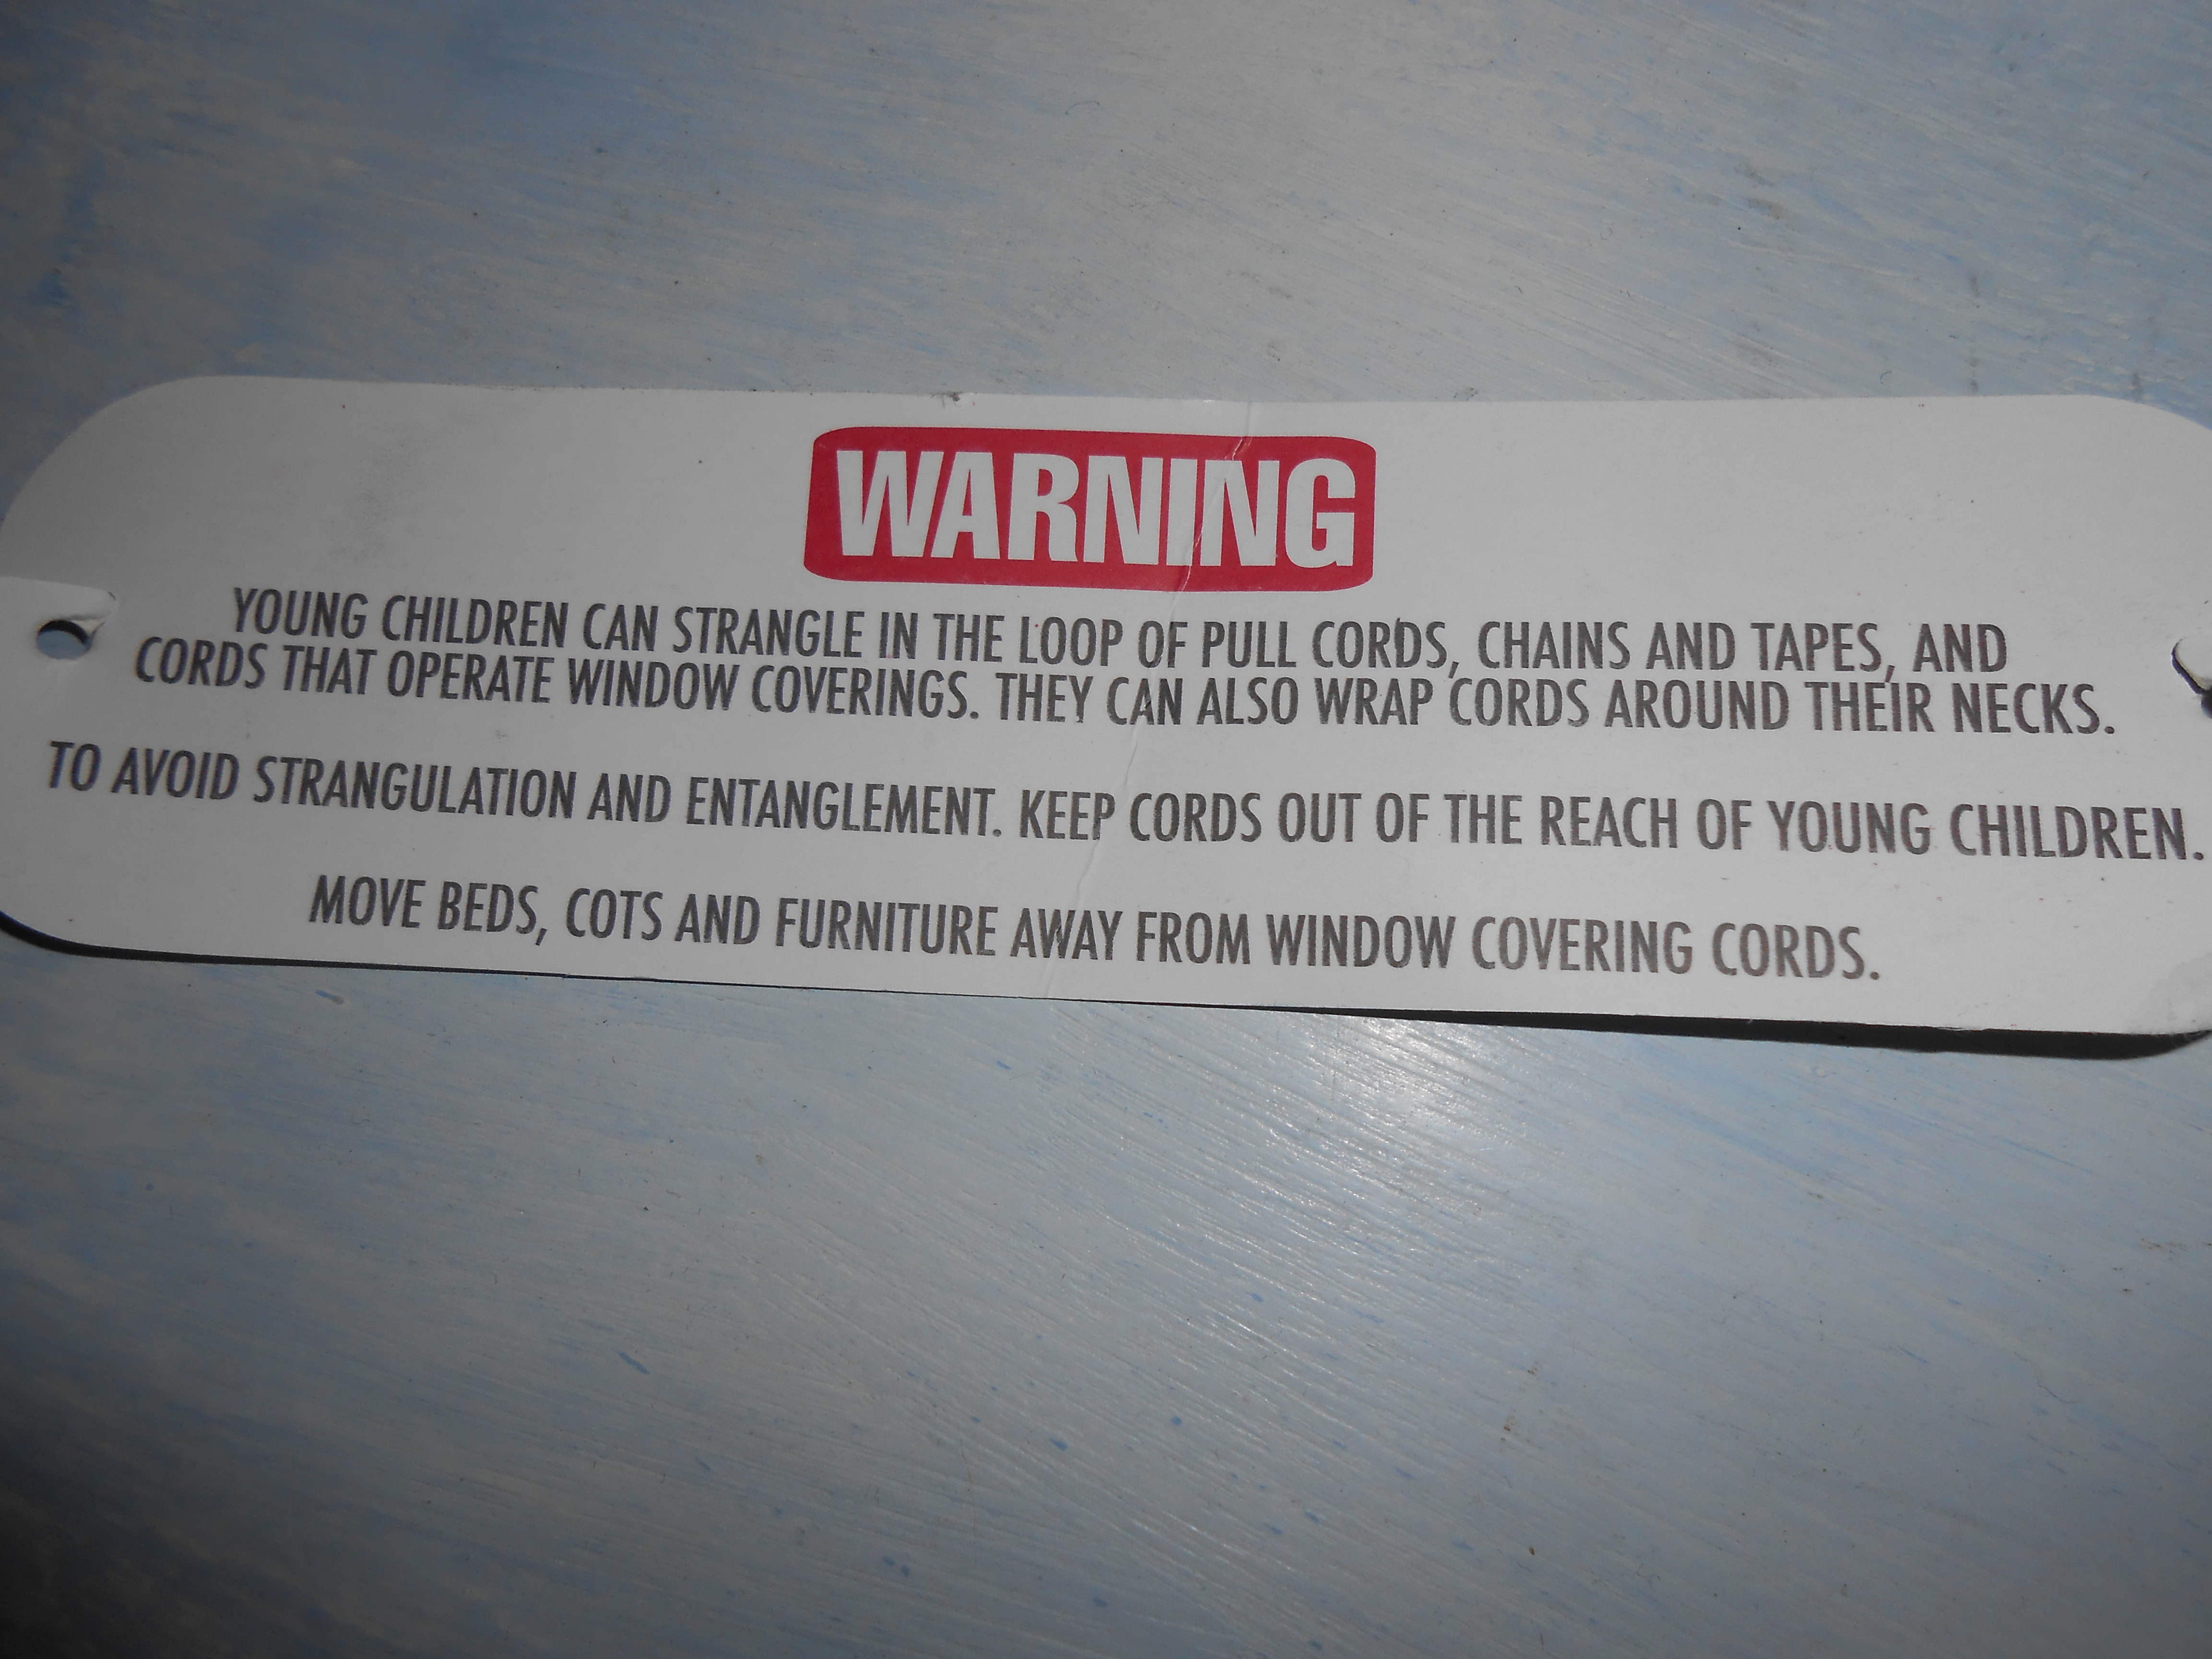 WARNING
YOUNG CHILDREN CAN STRANGLE IN THE LOOP OF PULL CORDS, CHAINS AND TAPES, AND
CORDS THAT OPERATE WINDOW COVERINGS. THEY CAN ALSO WRAP CORDS AROUND THEIR NECKS.
TO AVOID STRANGULATION AND ENTANGLEMENT. KEEP CORDS OUT OF THE REACH OF YOUNG CHILDREN.
MOVE BEDS, COTS AND FURNITURE AWAY FROM WINDOW COVERING CORDS.